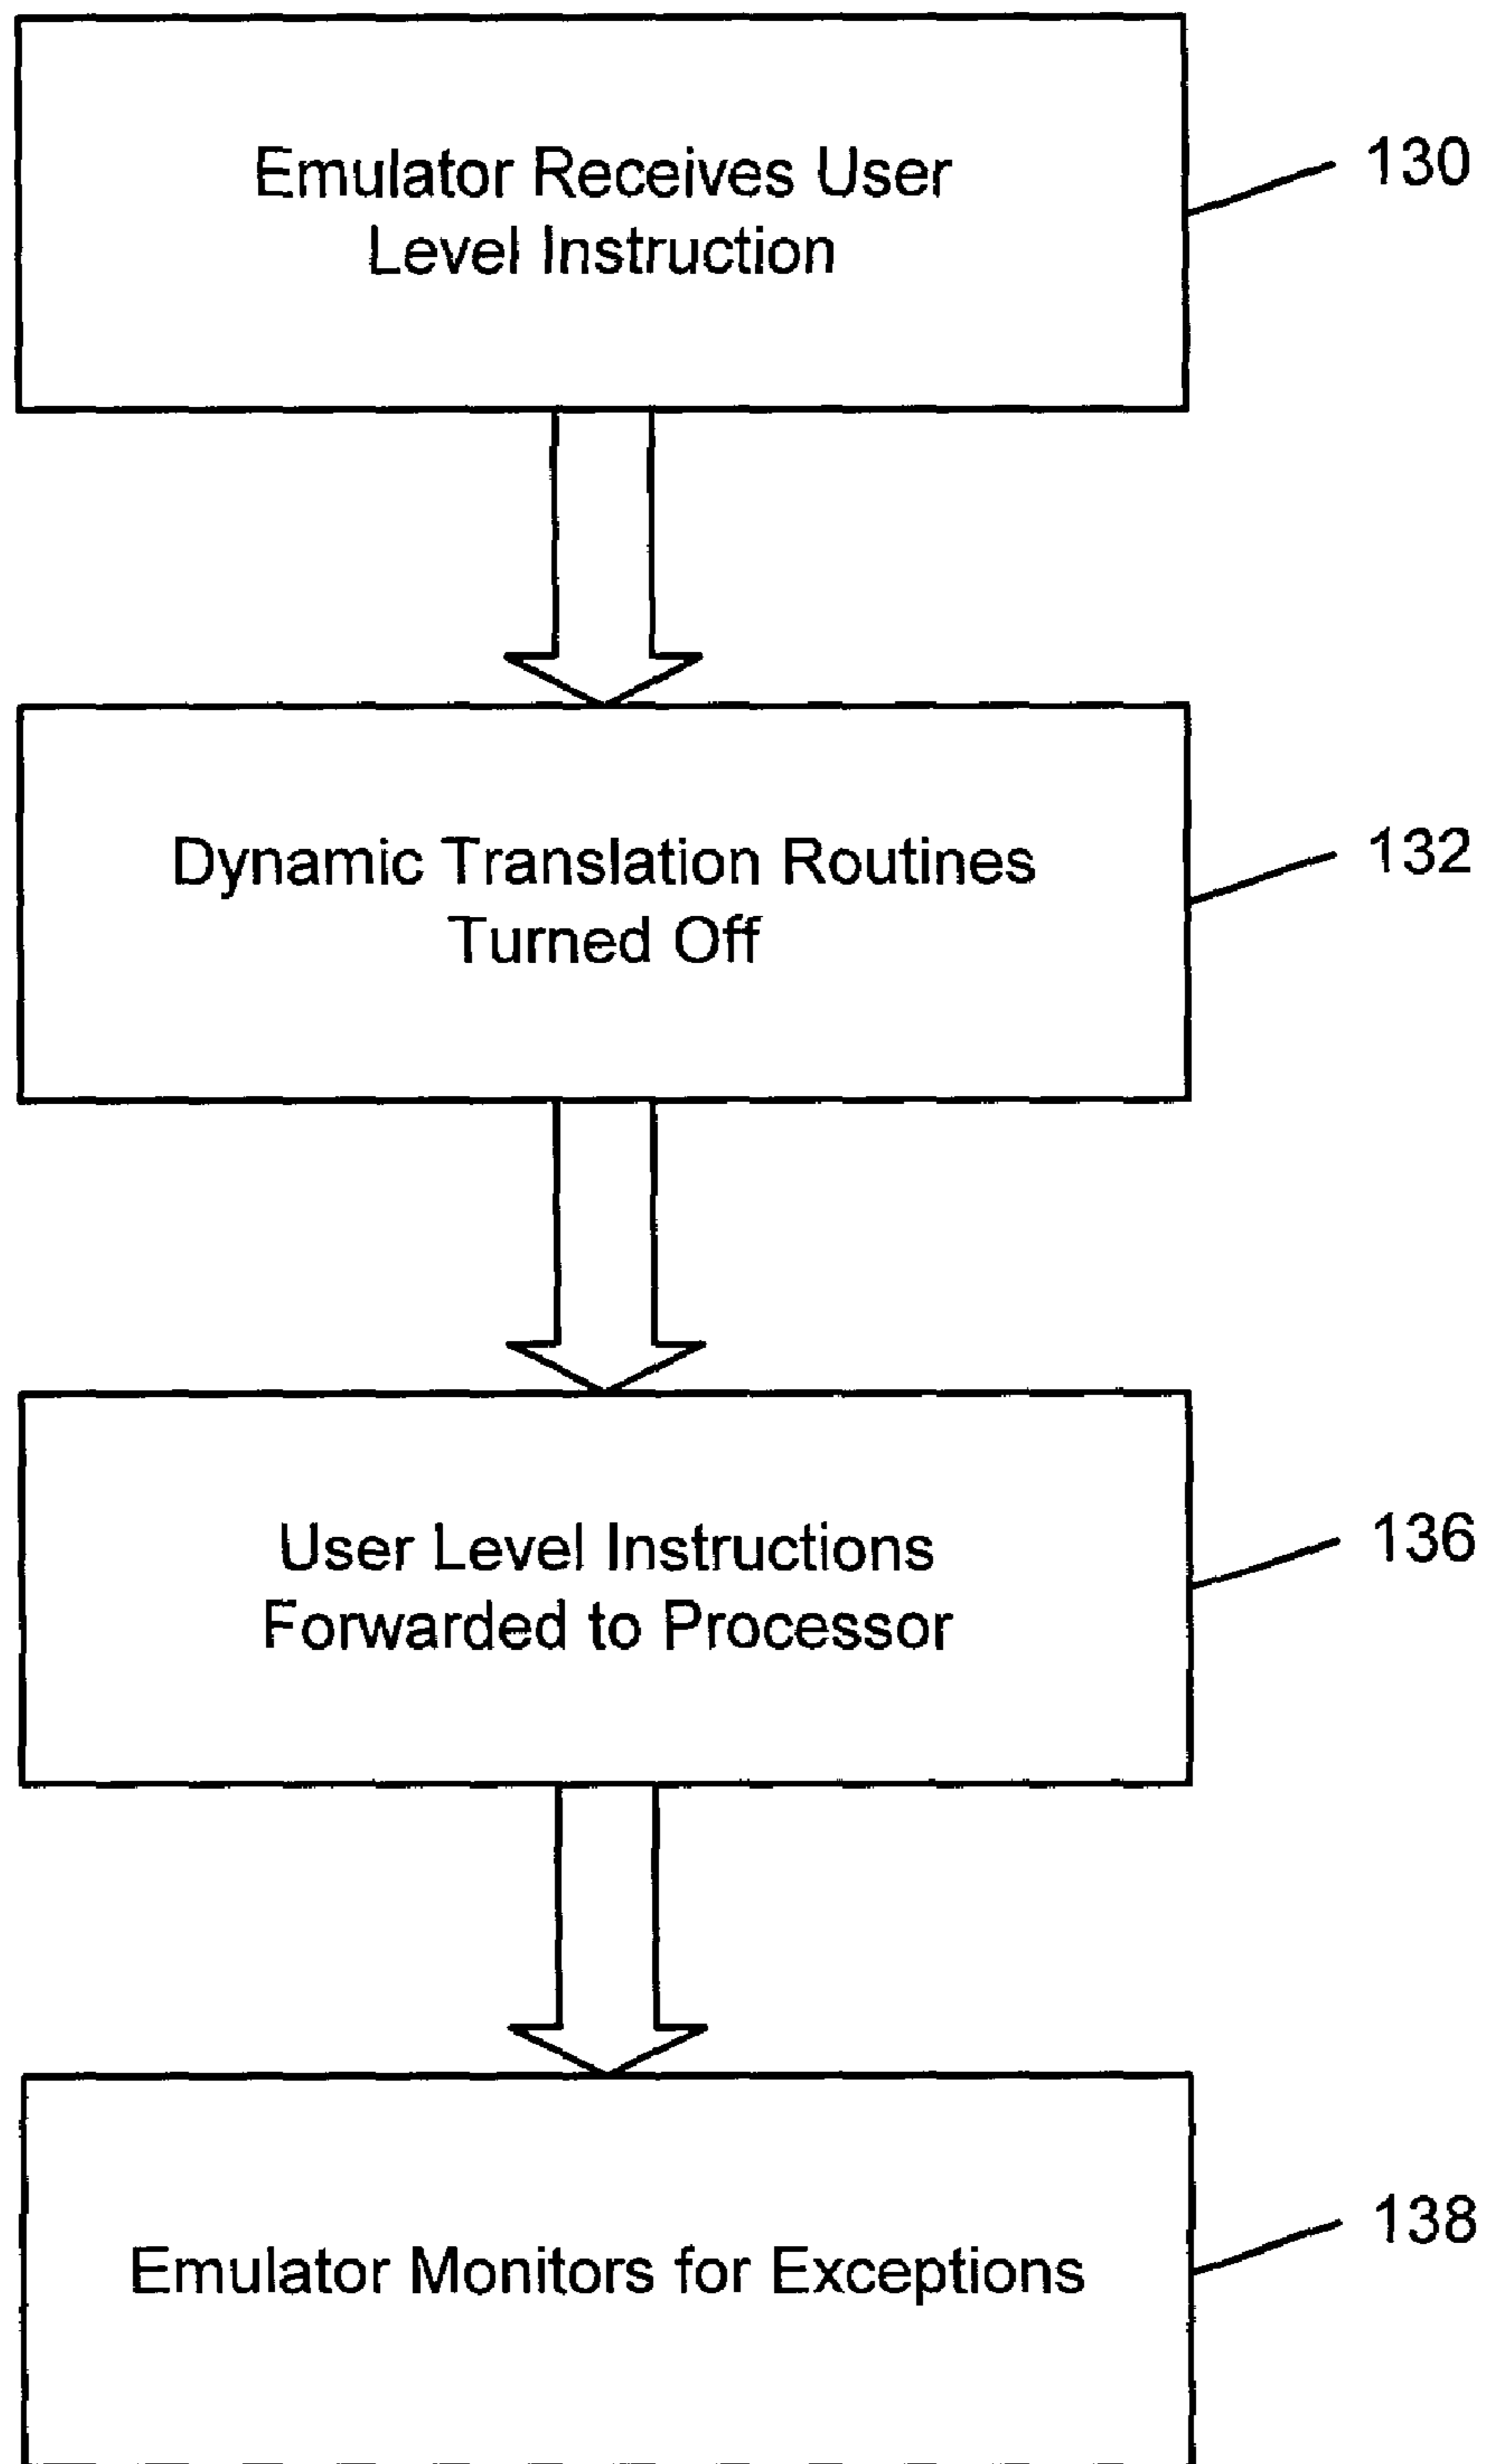 Emulator Receives User
Level Instruction
130
Dynamic Translation Routines
Turned Off
132
User Level Instructions
Forwarded to Processor
136
Emulator Monitors for Exceptions
138